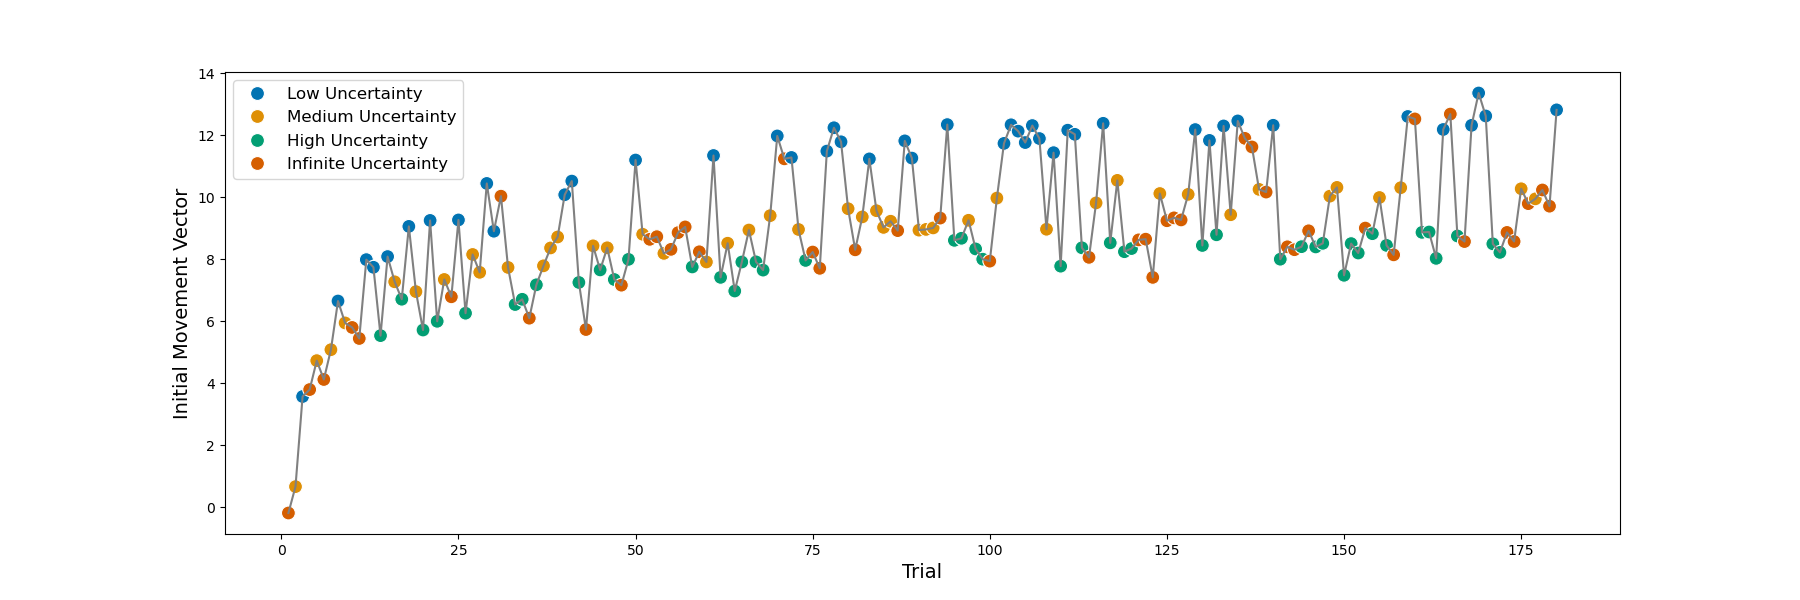 14
12
10
8
6
4
2
0
Initial Movement Vector
Low Uncertainty
Medium Uncertainty
High Uncertainty
Infinite Uncertainty
0 25 50 75 100 125 150 175
Trial